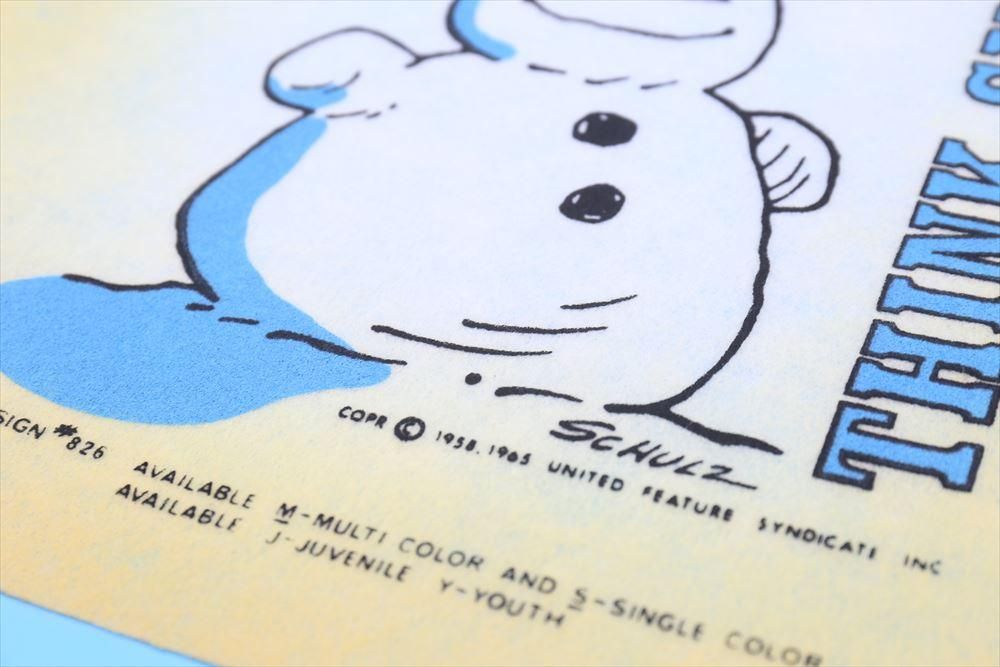 THINK
SCHULZ
COPR © 1958, 1965 UNITED FEATURE SYNDICATE INC
#826
AVAILABLE M-MULTI COLOR AND S-SINGLE COLOR
AVAILABLE J-JUVENILE Y-YOUTH